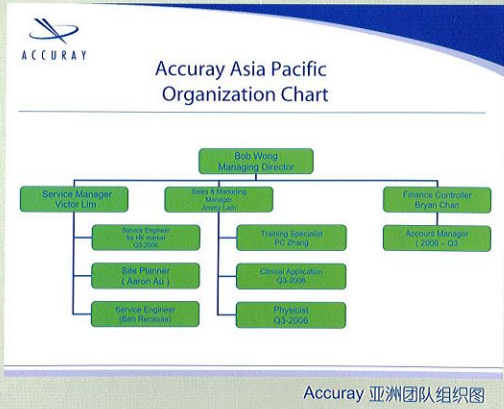 ACCURAY
Accuray Asia Pacific
Organization Chart
Bob Wong
Managing Director
Service Manager
Victor Lim
Sales & Marketing
Manager
Jimmy Lam
Finance Controller
Bryan Chan
Service Engineer
for HK market
Q3-2006
Training Specialist
PC Zhang
Account Manager
( 2006 – Q3
Site Planner
( Aaron Au )
Clinical Application
Q3-2006
Service Engineer
(Ben Recasas)
Physicist
Q3-2006
Accuray 亚洲团队组织图